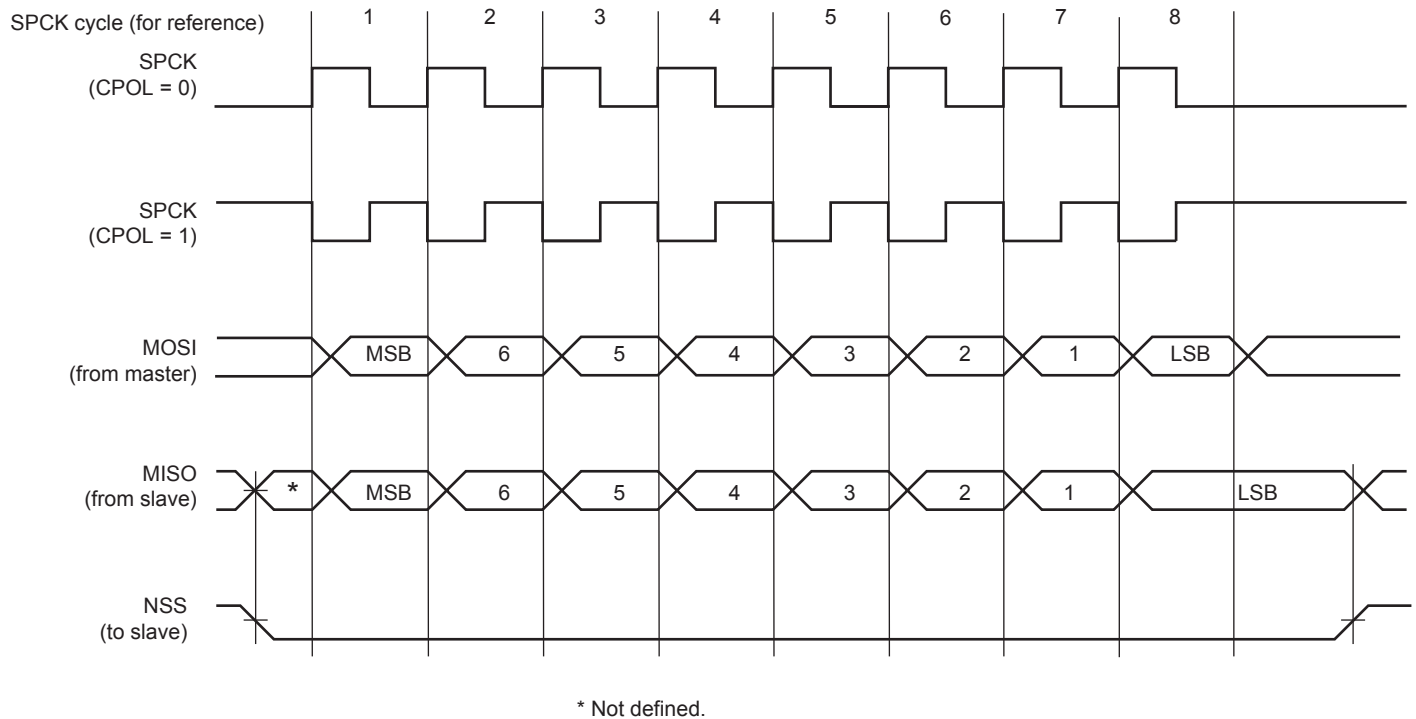 SPCK cycle (for reference)
1 2 3 4 5 6 7 8
SPCK
(CPOL = 0)
SPCK
(CPOL = 1)
MOSI
(from master)
MSB 6 5 4 3 2 1 LSB
MISO
(from slave)
* MSB 6 5 4 3 2 1 LSB
NSS
(to slave)
* Not defined.